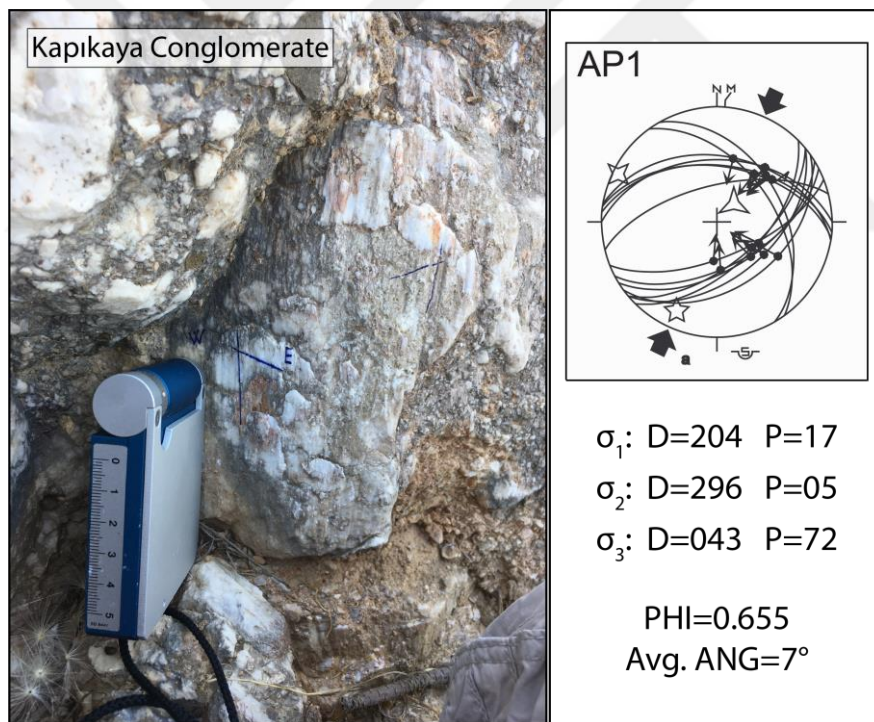 Kapıkaya Conglomerate
W
E
0
1
2
3
4
5
AP1
N M
a
S
σ1: D=204 P=17
σ2: D=296 P=05
σ3: D=043 P=72
PHI=0.655
Avg. ANG=7°